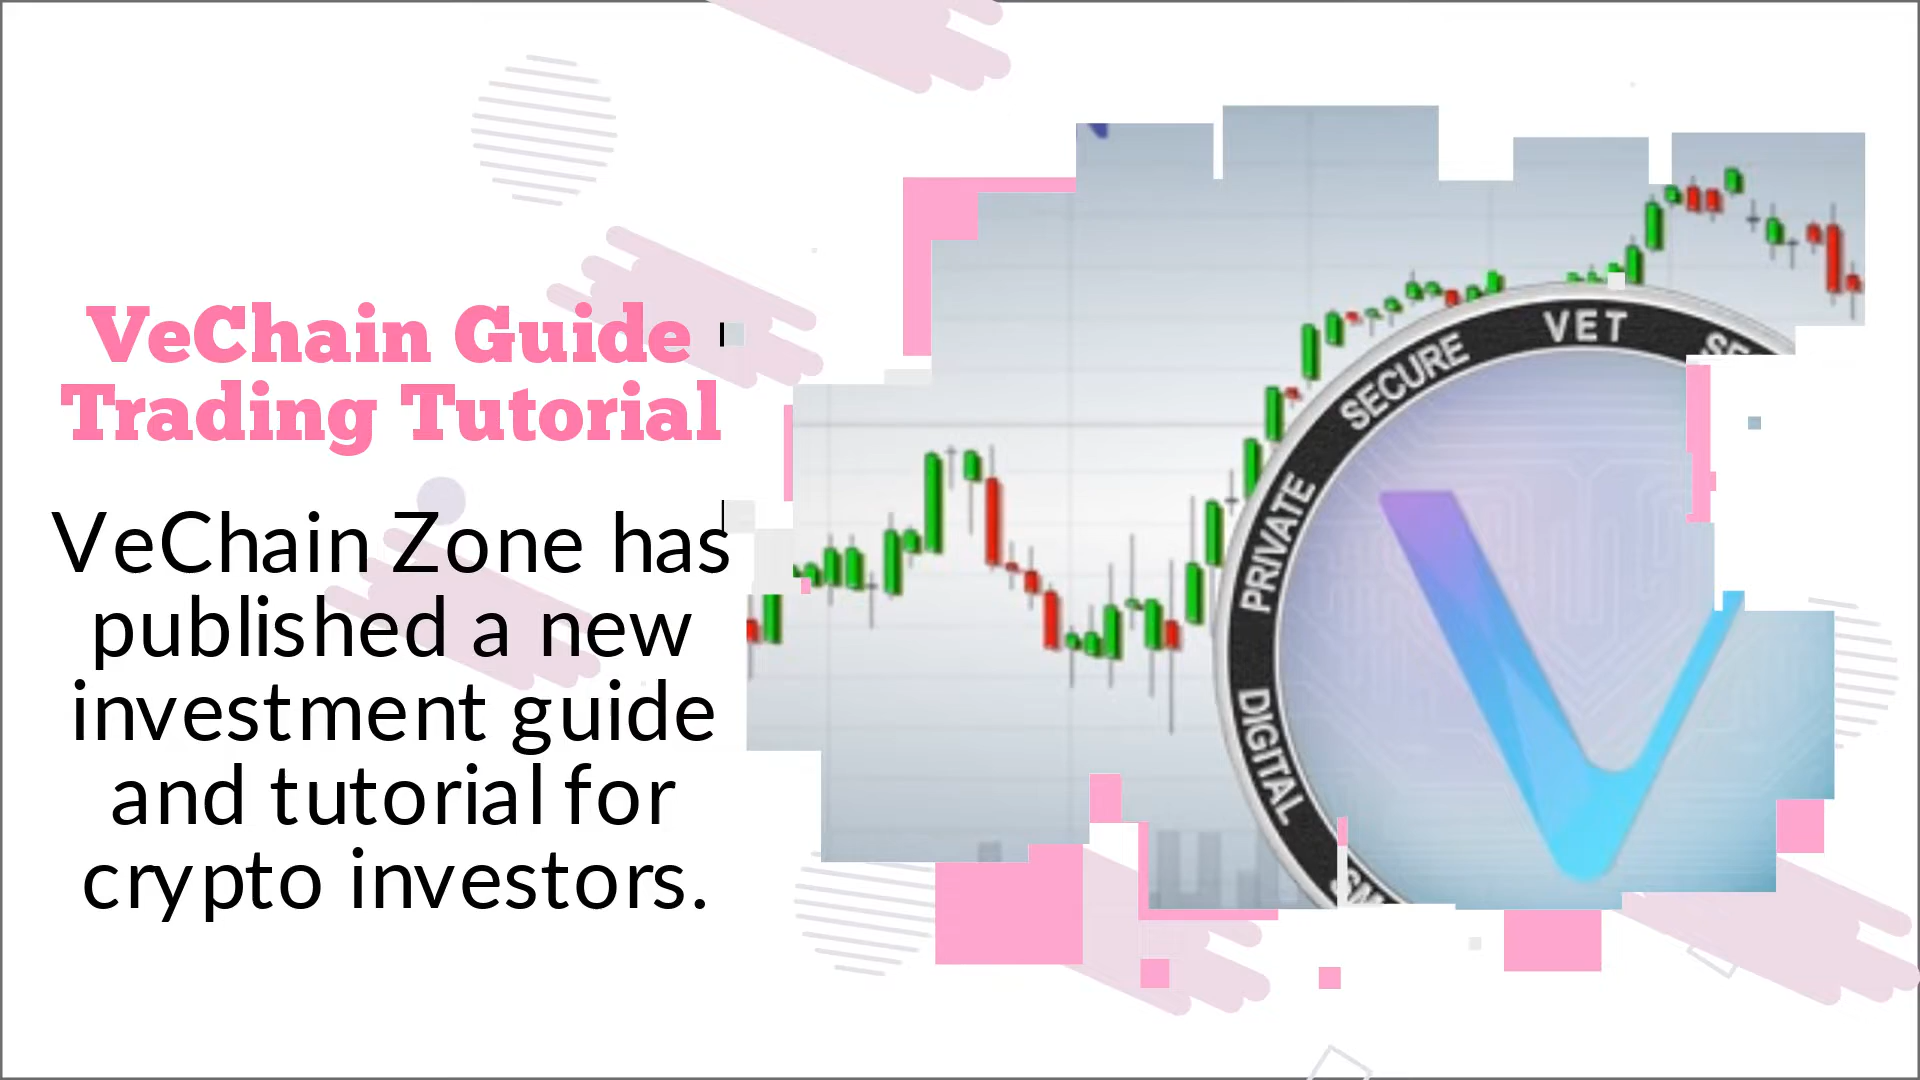 VeChain Guide
Trading Tutorial
VeChain Zone has
published a new
investment guide
and tutorial for
crypto investors.
DIGITAL PRIVATE SECURE VET